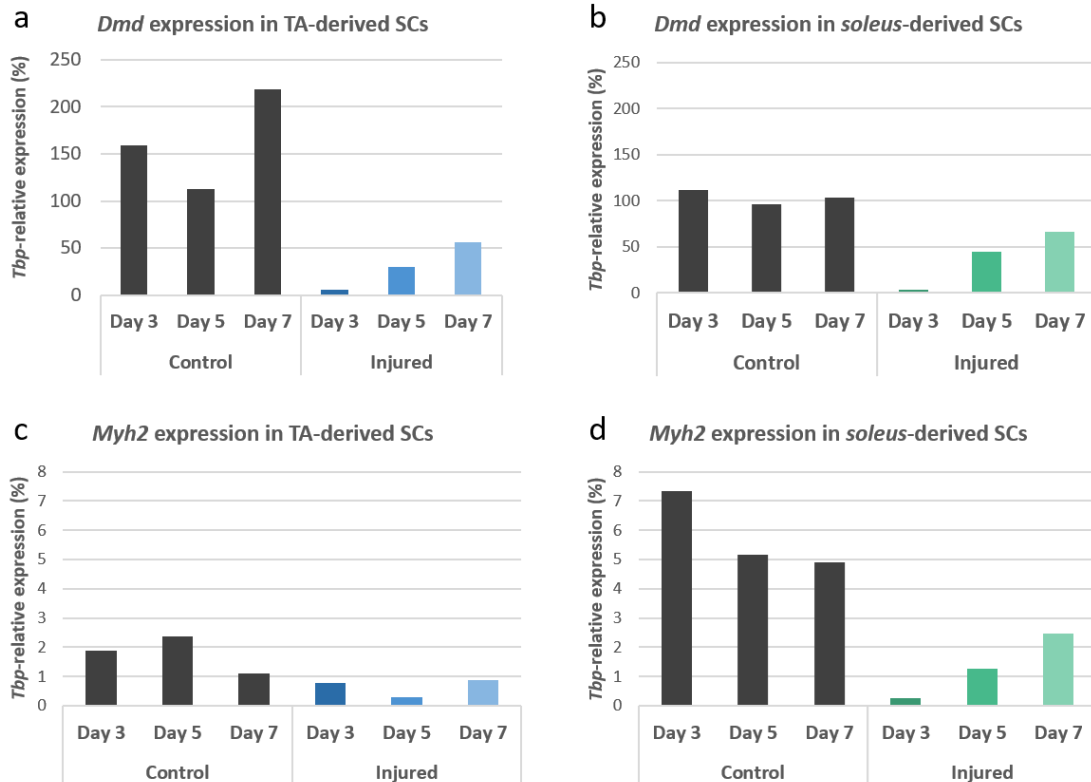 a
Dmd expression in TA-derived SCs
Tbp-relative expression (%)
250
200
150
100
50
0
Day 3 Day 5 Day 7 Day 3 Day 5 Day 7
Control Injured
b
Dmd expression in soleus-derived SCs
Tbp-relative expression (%)
250
200
150
100
50
0
Day 3 Day 5 Day 7 Day 3 Day 5 Day 7
Control Injured
c
Myh2 expression in TA-derived SCs
Tbp-relative expression (%)
8
7
6
5
4
3
2
1
0
Day 3 Day 5 Day 7 Day 3 Day 5 Day 7
Control Injured
d
Myh2 expression in soleus-derived SCs
Tbp-relative expression (%)
8
7
6
5
4
3
2
1
0
Day 3 Day 5 Day 7 Day 3 Day 5 Day 7
Control Injured